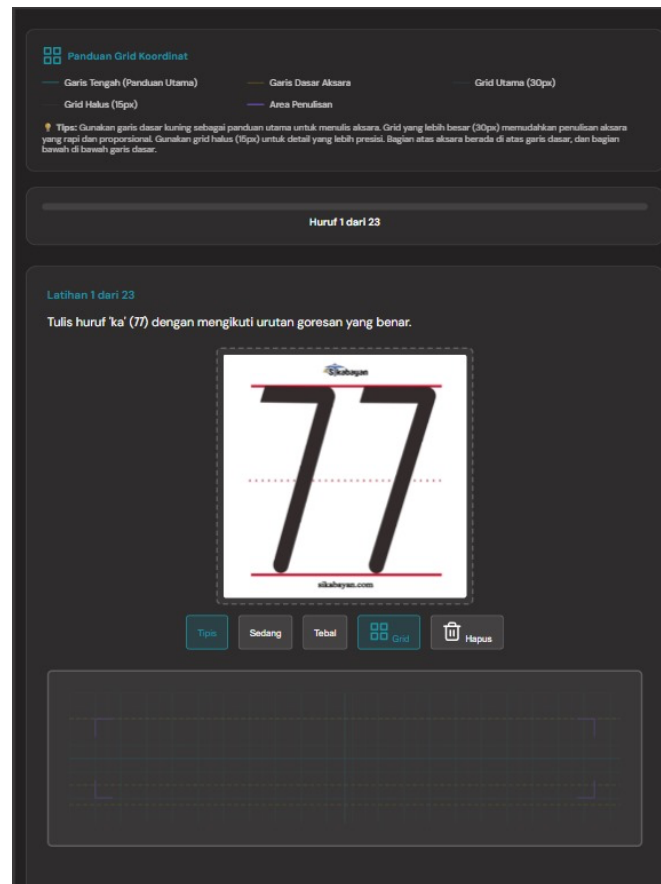 Panduan Grid Koordinat
Garis Tengah (Panduan Utama)
Garis Dasar Aksara
Grid Utama (30px)
Grid Halus (15px)
Area Penulisan
Tips: Gunakan garis dasar kuning sebagai panduan utama untuk menulis aksara. Grid yang lebih besar (30px) memudahkan penulisan aksara
yang rapi dan proporsional. Gunakan grid halus (15px) untuk detail yang lebih presisi. Bagian atas aksara berada di atas garis dasar, dan bagian
bawah di bawah garis dasar.
Huruf 1 dari 23
Latihan 1 dari 23
Tulis huruf 'ka' (77) dengan mengikuti urutan goresan yang benar.
Sikabayan
77
sikabayan.com
Tipis
Sedang
Tebal
Grid
Hapus